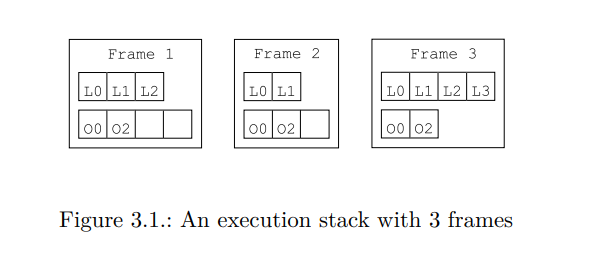 Frame 1 Frame 2 Frame 3
L0 L1 L2 L0 L1 L0 L1 L2 L3
O0 O2 O0 O2 O0 O2
Figure 3.1.: An execution stack with 3 frames